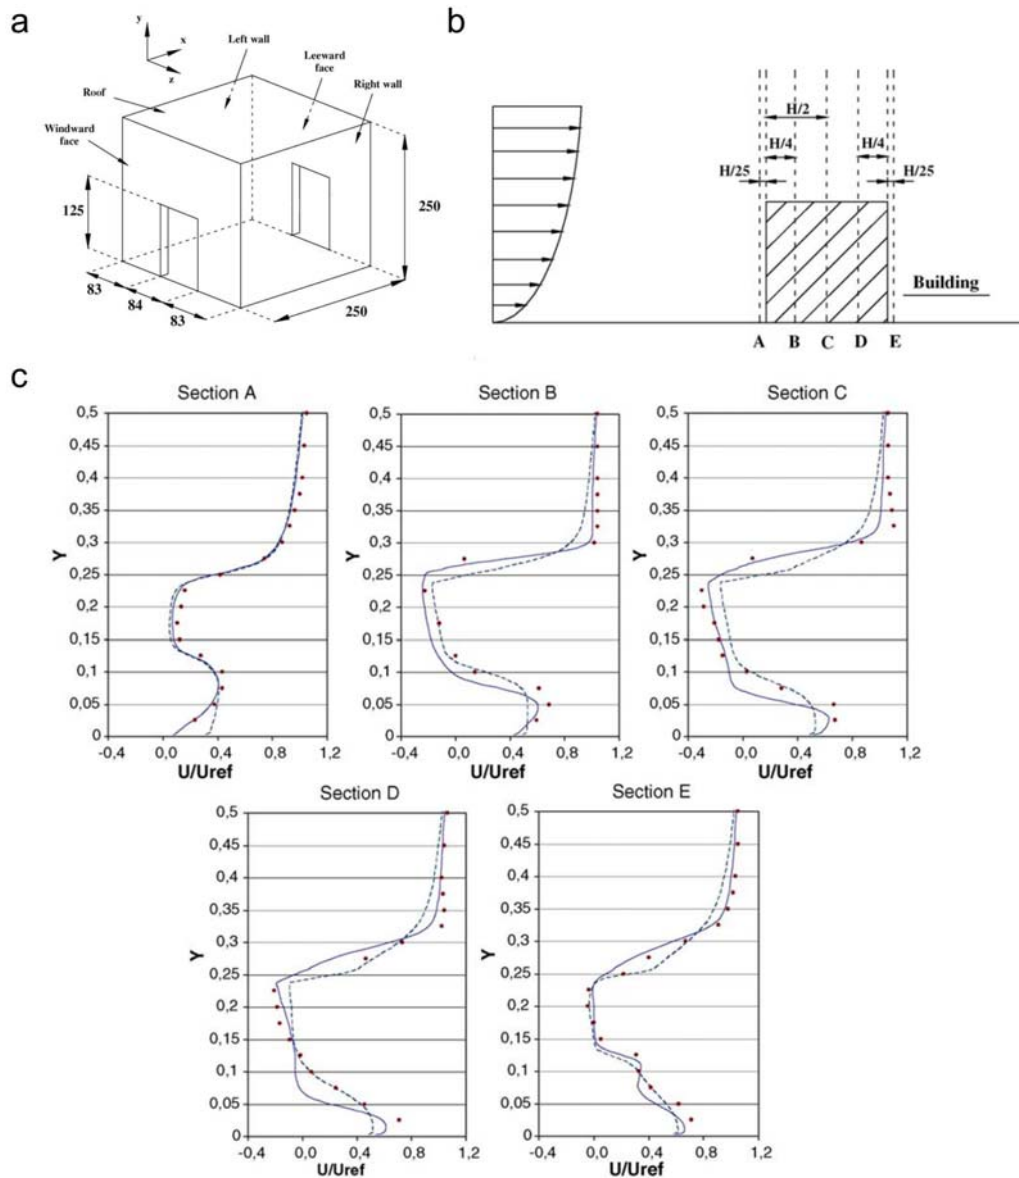 a
y
x
z
Left wall
Leeward
face
Right wall
Roof
Windward
face
125
250
83
84
83
250
b
H/2
H/4
H/4
H/25
H/25
Building
A B C D E
c
Section A
0,5
0,45
0,4
0,35
0,3
0,25
0,2
0,15
0,1
0,05
0
Y
-0,4 0,0 0,4 0,8 1,2
U/Uref
Section B
0,5
0,45
0,4
0,35
0,3
0,25
0,2
0,15
0,1
0,05
0
Y
-0,4 0,0 0,4 0,8 1,2
U/Uref
Section C
0,5
0,45
0,4
0,35
0,3
0,25
0,2
0,15
0,1
0,05
0
Y
-0,4 0,0 0,4 0,8 1,2
U/Uref
Section D
0,5
0,45
0,4
0,35
0,3
0,25
0,2
0,15
0,1
0,05
0
Y
-0,4 0,0 0,4 0,8 1,2
U/Uref
Section E
0,5
0,45
0,4
0,35
0,3
0,25
0,2
0,15
0,1
0,05
0
Y
-0,4 0,0 0,4 0,8 1,2
U/Uref